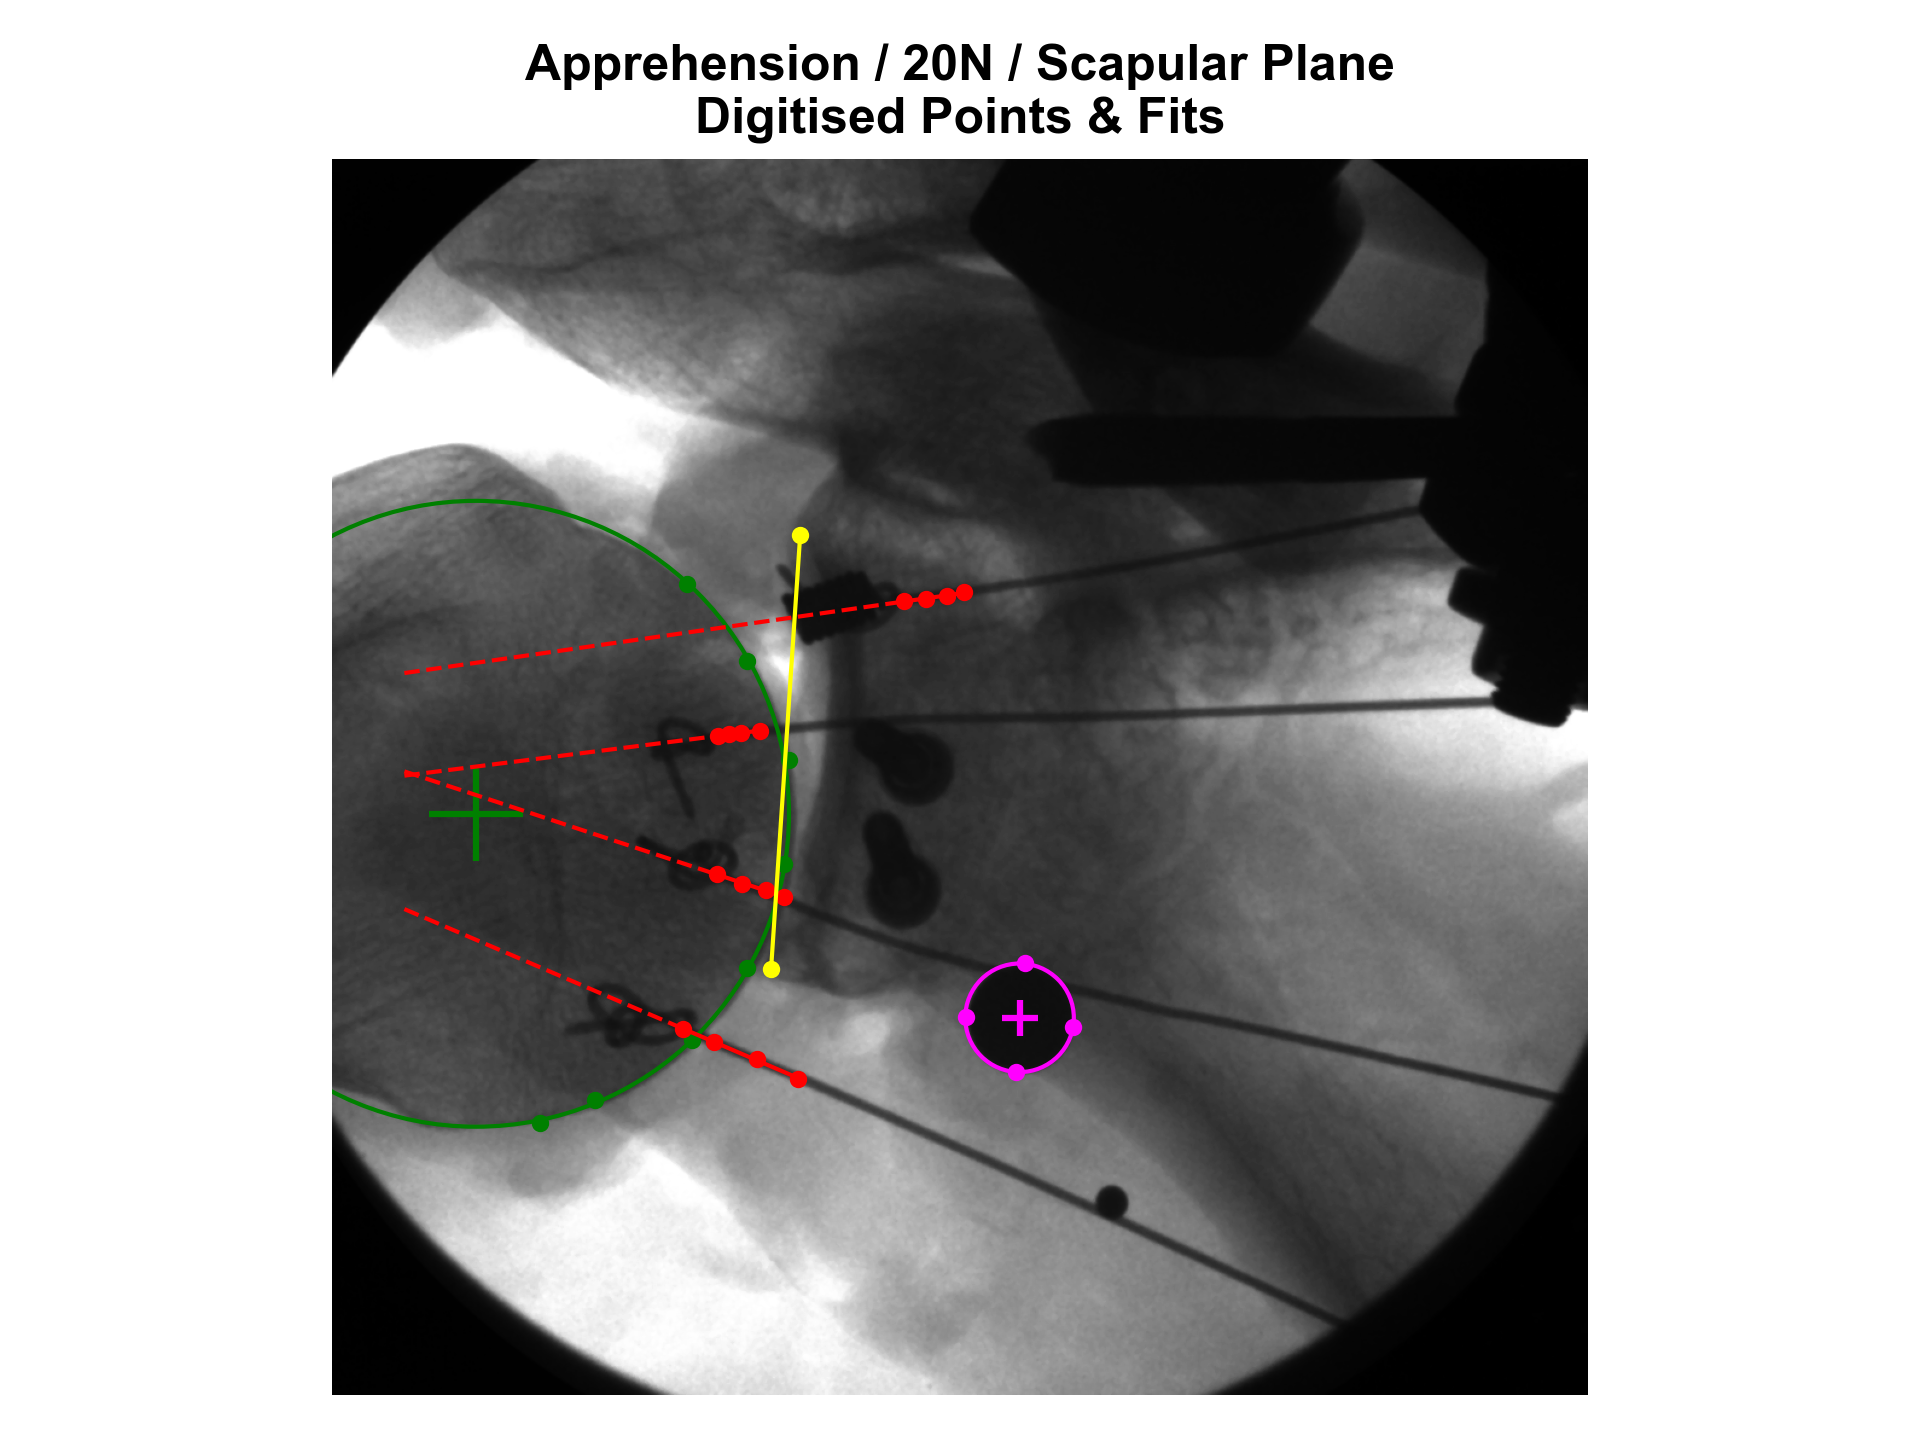 Apprehension / 20N / Scapular Plane
Digitised Points & Fits